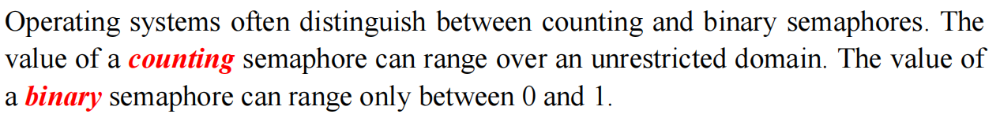 Operating systems often distinguish between counting and binary semaphores. The
value of a counting semaphore can range over an unrestricted domain. The value of
a binary semaphore can range only between 0 and 1.